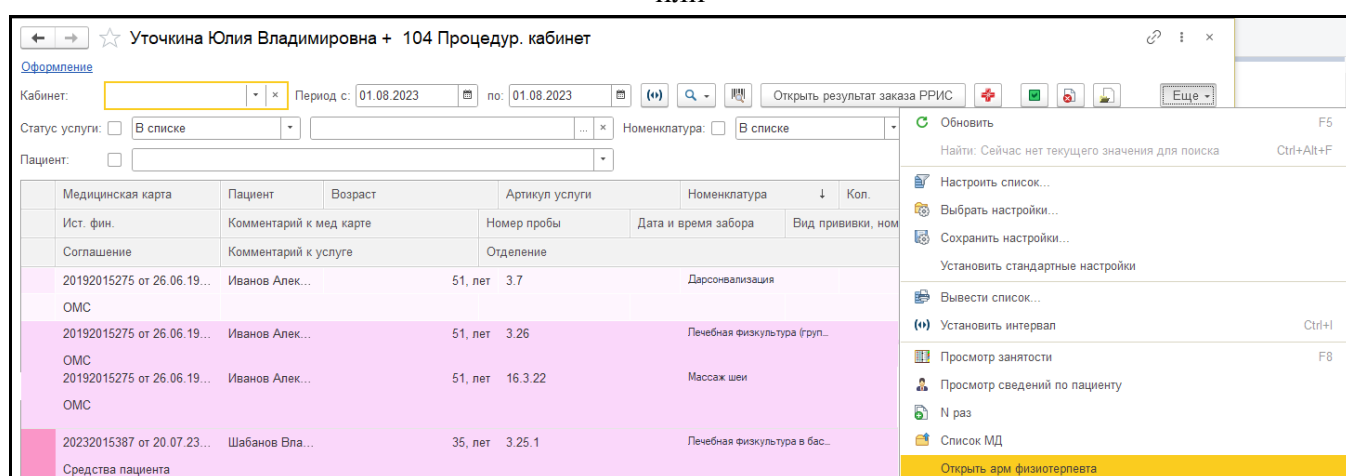 или
Уточкина Юлия Владимировна + 104 Процедур. кабинет
Оформление
Кабинет: Период с: 01.08.2023 по: 01.08.2023 Открыть результат заказа РРИС Еще
Статус услуги: В списке ... × Номенклатура: В списке
Пациент:
Медицинская карта Пациент Возраст Артикул услуги Номенклатура ↓ Кол.
Ист. фин. Комментарий к мед карте Номер пробы Дата и время забора Вид прививки, ном
Соглашение Комментарий к услуге Отделение
20192015275 от 26.06.19... Иванов Алек... 51, лет 3.7 Дарсонвализация
ОМС
20192015275 от 26.06.19... Иванов Алек... 51, лет 3.26 Лечебная физкультура (груп...
ОМС
20192015275 от 26.06.19... Иванов Алек... 51, лет 16.3.22 Массаж шеи
ОМС
20232015387 от 20.07.23... Шабанов Вла... 35, лет 3.25.1 Лечебная физкультура в бас...
Средства пациента
Обновить F5
Найти: Сейчас нет текущего значения для поиска Ctrl+Alt+F
Настроить список...
Выбрать настройки...
Сохранить настройки...
Установить стандартные настройки
Вывести список...
Установить интервал Ctrl+I
Просмотр занятости F8
Просмотр сведений по пациенту
N раз
Список МД
Открыть арм физиотерпевта